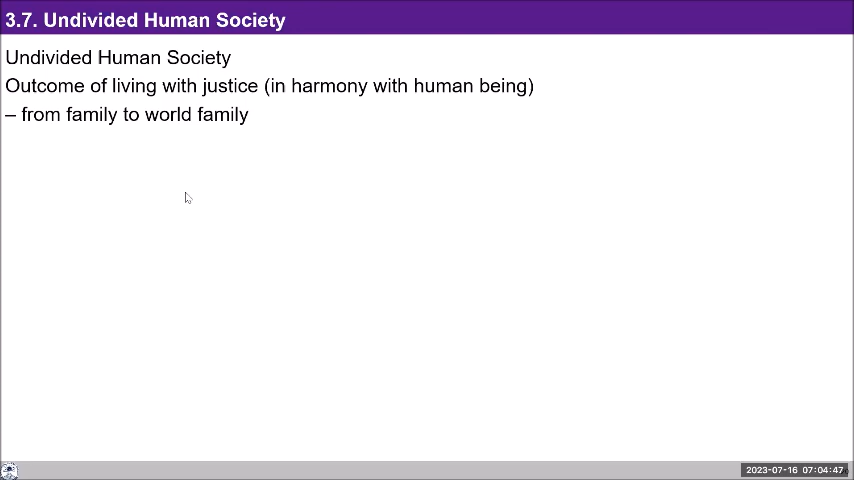 3.7. Undivided Human Society
Undivided Human Society
Outcome of living with justice (in harmony with human being)
– from family to world family
2023-07-16 07:04:47